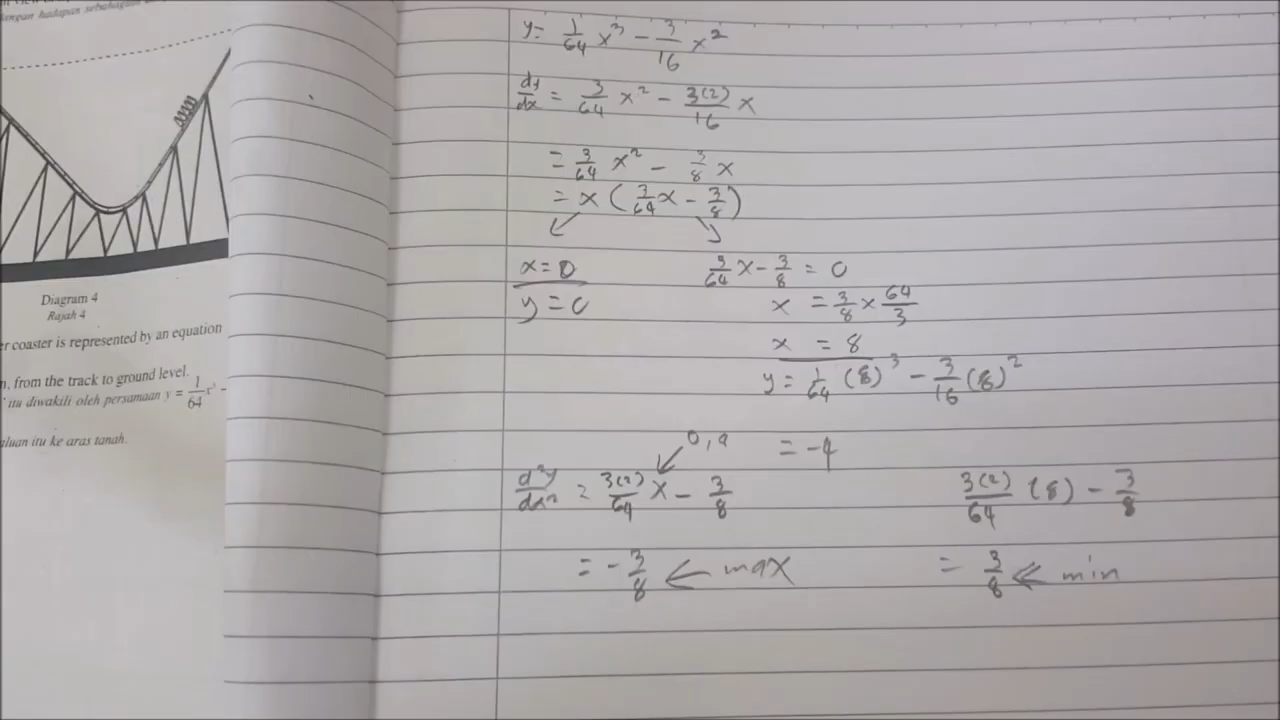 dangan hadapan sebahagian
Diagram 4
Rajah 4
er coaster is represented by an equation
n, from the track to ground level.
itu diwakili oleh persamaan y = 1/64 x³ -
aluan itu ke aras tanah.
y = 1/64 x³ - 3/16 x²
dy/dx = 3/64 x² - 3(2)/16 x
= 3/64 x² - 3/8 x
= x (3/64 x - 3/8)
x = 0
y = 0
3/64 x - 3/8 = 0
x = 3/8 × 64/3
x = 8
y = 1/64 (8)³ - 3/16 (8)²
= -4
d²y/dx² = 3(2)/64 x - 3/8
= -3/8 ← max
3(2)/64 (8) - 3/8
= 3/8 ← min